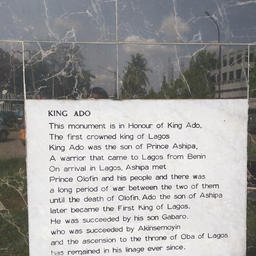 KING ADO
This monument is in Honour of King Ado,
The first crowned king of Lagos
King Ado was the son of Prince Ashipa,
A warrior that came to Lagos from Benin
On arrival in Lagos, Ashipa met
Prince Olofin and his people and there was
a long period of war between the two of them
until the death of Olofin. Ado the son of Ashipa
later became the First King of Lagos.
He was succeeded by his son Gabaro.
who was succeeded by Akinsemoyin
and the ascension to the throne of Oba of Lagos
has remained in his linage ever since.